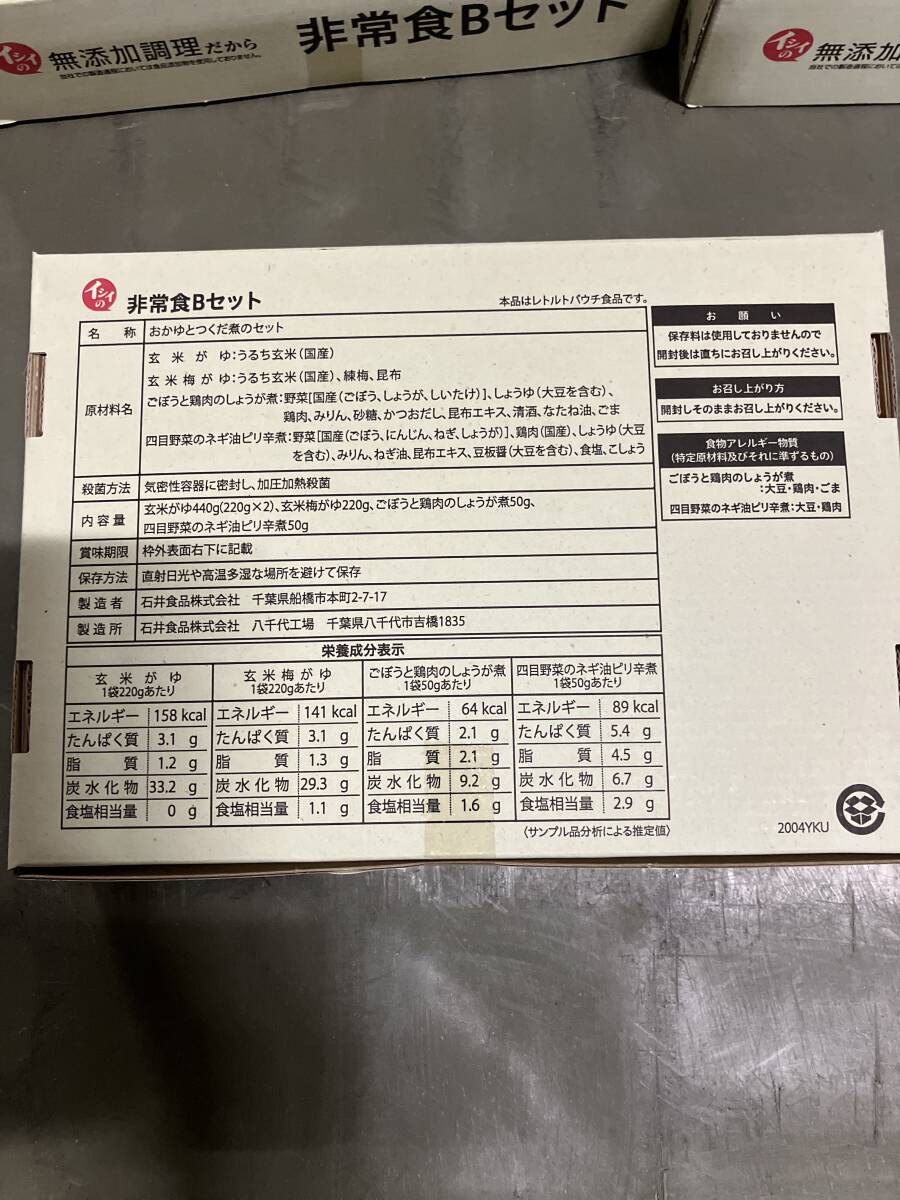 イシイの
無添加調理だから
当社での製造過程においては食品添加物を使用しておりません。
非常食Bセット
イシイの
無添加
イシイの
非常食Bセット
本品はレトルトパウチ食品です。
名 称 おかゆとつくだ煮のセット
原材料名
玄米がゆ:うるち玄米(国産)
玄米梅がゆ:うるち玄米(国産)、練梅、昆布
ごぼうと鶏肉のしょうが煮:野菜[国産(ごぼう、しょうが、しいたけ)]、しょうゆ(大豆を含む)、
鶏肉、みりん、砂糖、かつおだし、昆布エキス、清酒、なたね油、ごま
四目野菜のネギ油ピリ辛煮:野菜[国産(ごぼう、にんじん、ねぎ、しょうが)]、鶏肉(国産)、しょうゆ(大豆
を含む)、みりん、ねぎ油、昆布エキス、豆板醤(大豆を含む)、食塩、こしょう
殺菌方法 気密性容器に密封し、加圧加熱殺菌
内容量 玄米がゆ440g(220g×2)、玄米梅がゆ220g、ごぼうと鶏肉のしょうが煮50g、
四目野菜のネギ油ピリ辛煮50g
賞味期限 枠外表面右下に記載
保存方法 直射日光や高温多湿な場所を避けて保存
製造者 石井食品株式会社 千葉県船橋市本町2-7-17
製造所 石井食品株式会社 八千代工場 千葉県八千代市吉橋1835
お願い
保存料は使用しておりませんので
開封後は直ちにお召し上がりください。
お召し上がり方
開封しそのままお召し上がりください。
食物アレルギー物質
(特定原材料及びそれに準ずるもの)
ごぼうと鶏肉のしょうが煮
:大豆・鶏肉・ごま
四目野菜のネギ油ピリ辛煮:大豆・鶏肉
栄養成分表示
玄米がゆ 玄米梅がゆ ごぼうと鶏肉のしょうが煮 四目野菜のネギ油ピリ辛煮
1袋220gあたり 1袋220gあたり 1袋50gあたり 1袋50gあたり
エネルギー 158 kcal エネルギー 141 kcal エネルギー 64 kcal エネルギー 89 kcal
たんぱく質 3.1 g たんぱく質 3.1 g たんぱく質 2.1 g たんぱく質 5.4 g
脂質 1.2 g 脂質 1.3 g 脂質 2.1 g 脂質 4.5 g
炭水化物 33.2 g 炭水化物 29.3 g 炭水化物 9.2 g 炭水化物 6.7 g
食塩相当量 0 g 食塩相当量 1.1 g 食塩相当量 1.6 g 食塩相当量 2.9 g
〈サンプル品分析による推定値〉
2004YKU